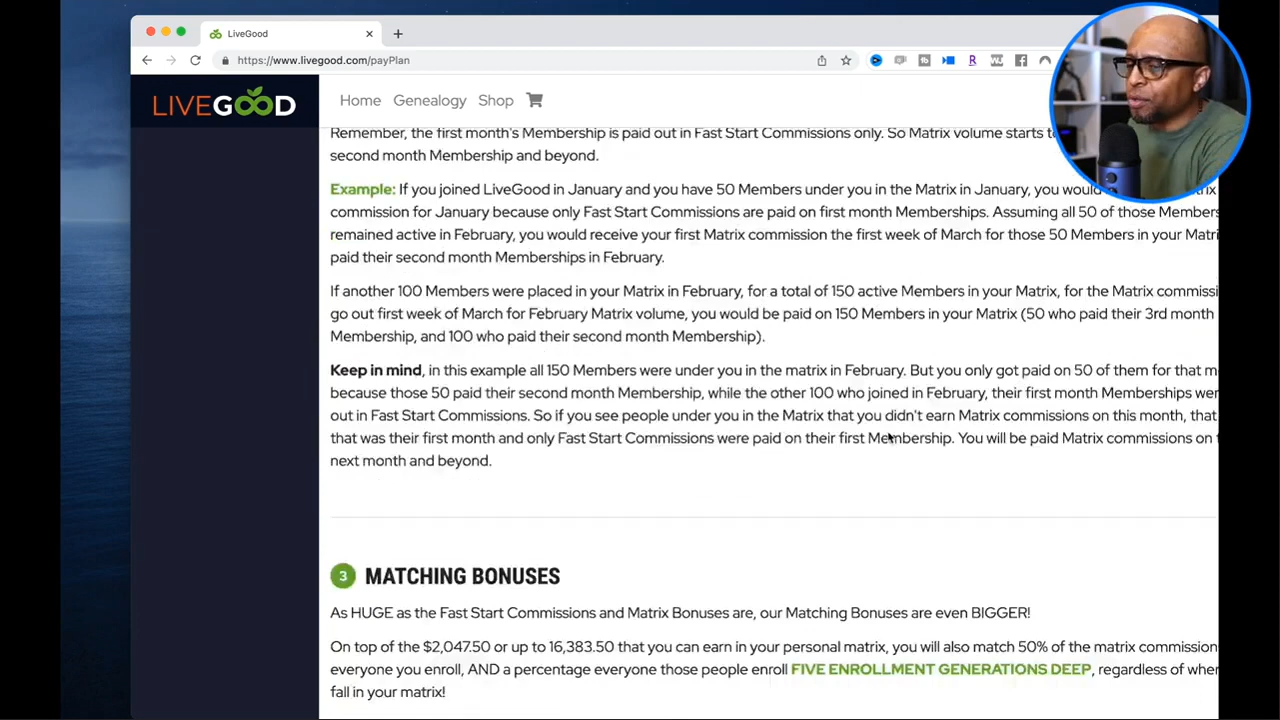 LiveGood
https://www.livegood.com/payPlan
LIVEGOOD
Home Genealogy Shop
Remember, the first month's Membership is paid out in Fast Start Commissions only. So Matrix volume starts
second month Membership and beyond.
Example: If you joined LiveGood in January and you have 50 Members under you in the Matrix in January, you would
commission for January because only Fast Start Commissions are paid on first month Memberships. Assuming all 50 of those Members
remained active in February, you would receive your first Matrix commission the first week of March for those 50 Members in your
paid their second month Memberships in February.
If another 100 Members were placed in your Matrix in February, for a total of 150 active Members in your Matrix, for the Matrix
go out first week of March for February Matrix volume, you would be paid on 150 Members in your Matrix (50 who paid their 3rd month
Membership, and 100 who paid their second month Membership).
Keep in mind, in this example all 150 Members were under you in the matrix in February. But you only got paid on 50 of them for that
because those 50 paid their second month Membership, while the other 100 who joined in February, their first month Memberships
out in Fast Start Commissions. So if you see people under you in the Matrix that you didn't earn Matrix commissions on this month, that
that was their first month and only Fast Start Commissions were paid on their first Membership. You will be paid Matrix commissions on
next month and beyond.
3 MATCHING BONUSES
As HUGE as the Fast Start Commissions and Matrix Bonuses are, our Matching Bonuses are even BIGGER!
On top of the $2,047.50 or up to 16,383.50 that you can earn in your personal matrix, you will also match 50% of the matrix commission
everyone you enroll, AND a percentage everyone those people enroll FIVE ENROLLMENT GENERATIONS DEEP, regardless of
fall in your matrix!